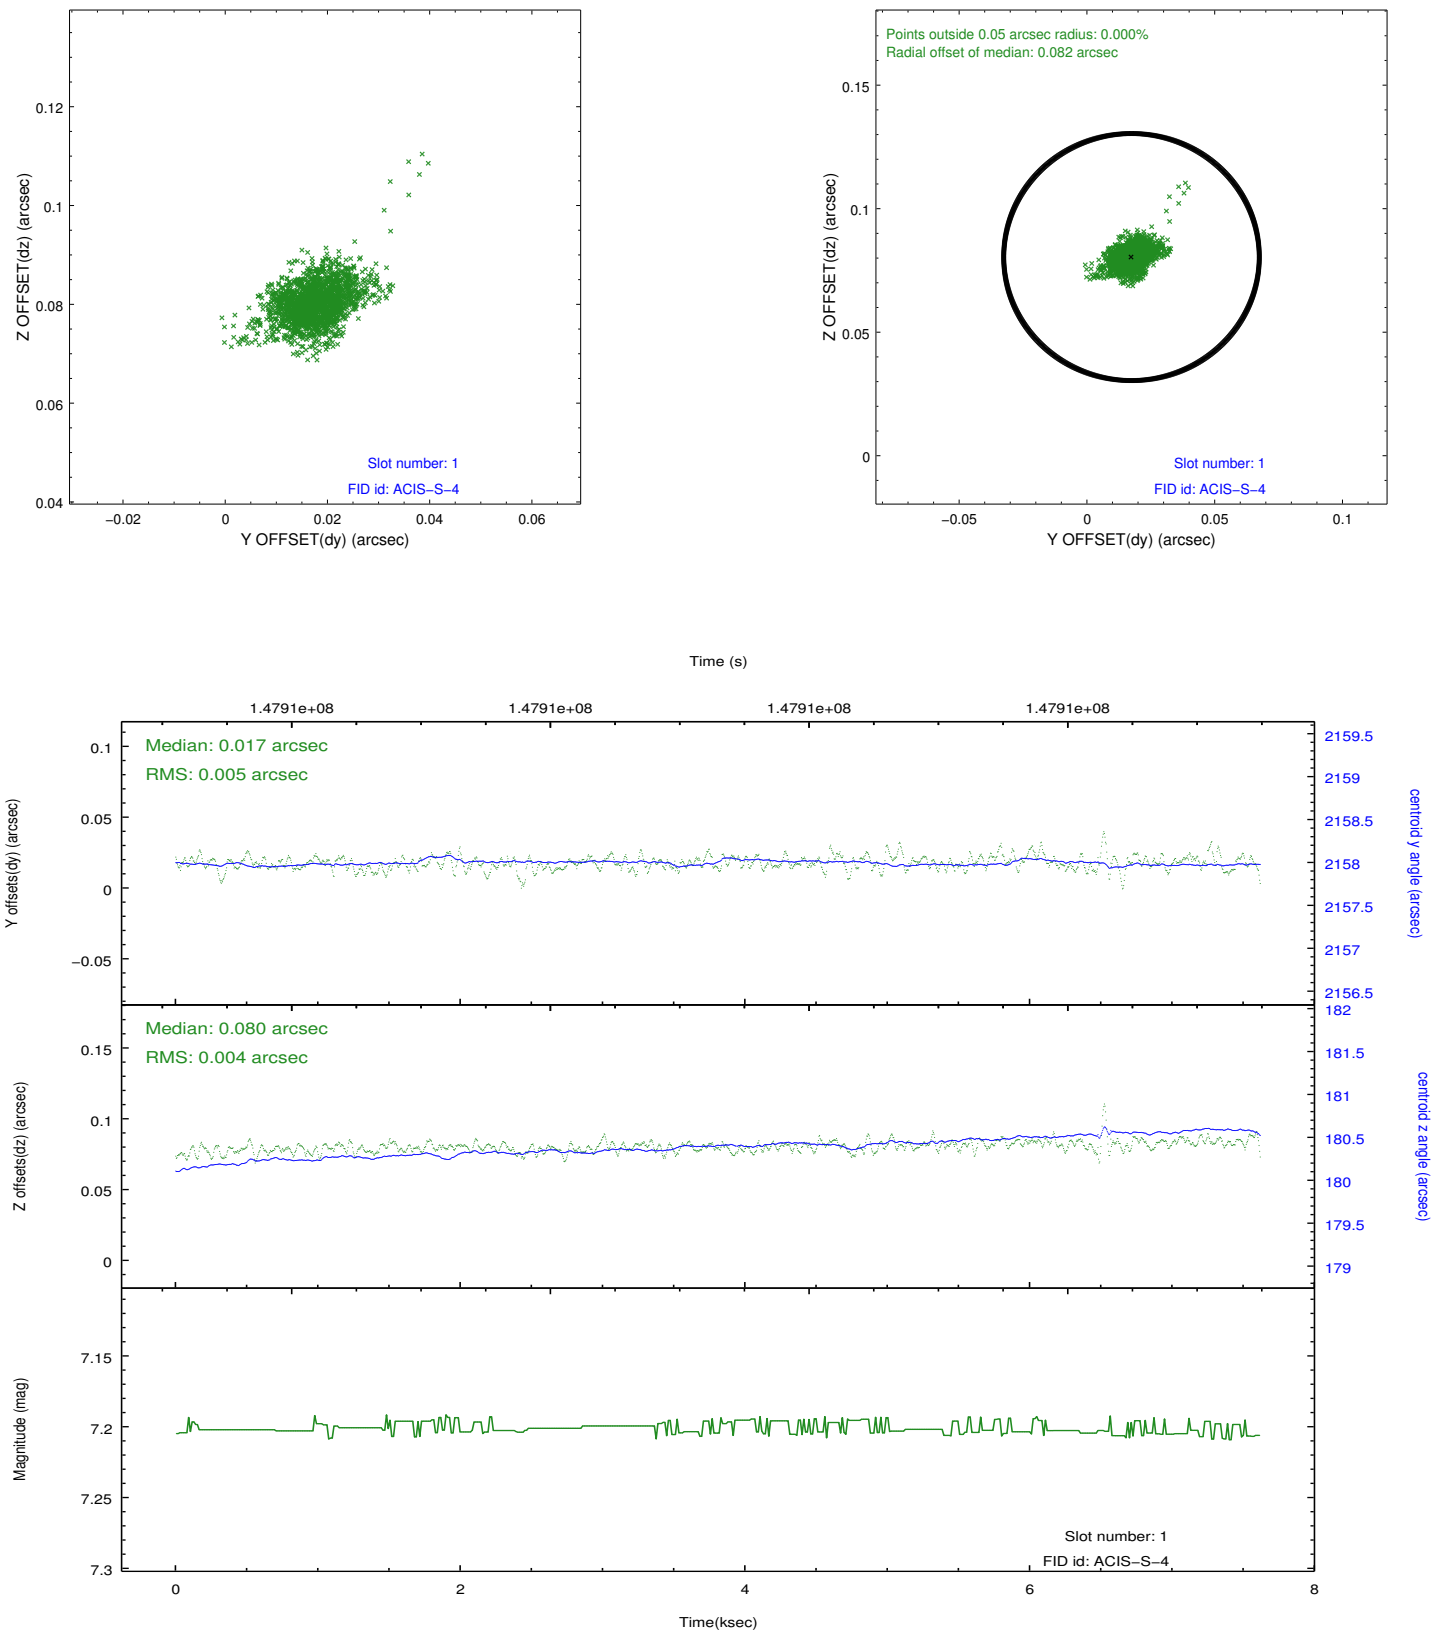 0.12
0.1
0.08
0.06
0.04
Z OFFSET(dz) (arcsec)
Slot number: 1
FID id: ACIS−S−4
−0.02 0 0.02 0.04 0.06
Y OFFSET(dy) (arcsec)
Points outside 0.05 arcsec radius: 0.000%
Radial offset of median: 0.082 arcsec
0.15
0.1
0.05
0
Z OFFSET(dz) (arcsec)
Slot number: 1
FID id: ACIS−S−4
−0.05 0 0.05 0.1
Y OFFSET(dy) (arcsec)
Time (s)
1.4791e+08 1.4791e+08 1.4791e+08 1.4791e+08
Median: 0.017 arcsec
RMS: 0.005 arcsec
0.1
0.05
0
−0.05
Y offsets(dy) (arcsec)
2159.5
2159
2158.5
2158
2157.5
2157
2156.5
centroid y angle (arcsec)
Median: 0.080 arcsec
RMS: 0.004 arcsec
0.15
0.1
0.05
0
Z offsets(dz) (arcsec)
182
181.5
181
180.5
180
179.5
179
centroid z angle (arcsec)
7.15
7.2
7.25
7.3
Magnitude (mag)
Slot number: 1
FID id: ACIS−S−4
0 2 4 6 8
Time(ksec)